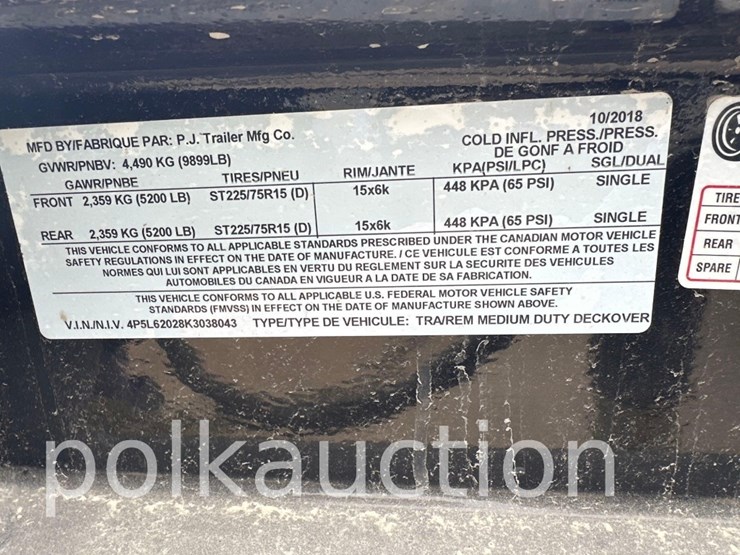 10/2018
MFD BY/FABRIQUE PAR: P.J. Trailer Mfg Co.
COLD INFL. PRESS./PRESS.
DE GONF A FROID
GVWR/PNBV: 4,490 KG (9899LB)
GAWR/PNBE TIRES/PNEU RIM/JANTE KPA(PSI/LPC) SGL/DUAL
FRONT 2,359 KG (5200 LB) ST225/75R15 (D) 15x6k 448 KPA (65 PSI) SINGLE
REAR 2,359 KG (5200 LB) ST225/75R15 (D) 15x6k 448 KPA (65 PSI) SINGLE
THIS VEHICLE CONFORMS TO ALL APPLICABLE STANDARDS PRESCRIBED UNDER THE CANADIAN MOTOR VEHICLE
SAFETY REGULATIONS IN EFFECT ON THE DATE OF MANUFACTURE. / CE VEHICULE EST CONFORME A TOUTES LES
NORMES QUI LUI SONT APPLICABLES EN VERTU DU REGLEMENT SUR LA SECURITE DES VEHICULES
AUTOMOBILES DU CANADA EN VIGUEUR A LA DATE DE SA FABRICATION.
THIS VEHICLE CONFORMS TO ALL APPLICABLE U.S. FEDERAL MOTOR VEHICLE SAFETY
STANDARDS (FMVSS) IN EFFECT ON THE DATE OF MANUFACTURE SHOWN ABOVE.
V.I.N./N.I.V. 4P5L62028K3038043 TYPE/TYPE DE VEHICULE: TRA/REM MEDIUM DUTY DECKOVER
TIRE
FRONT
REAR
SPARE
polkauction